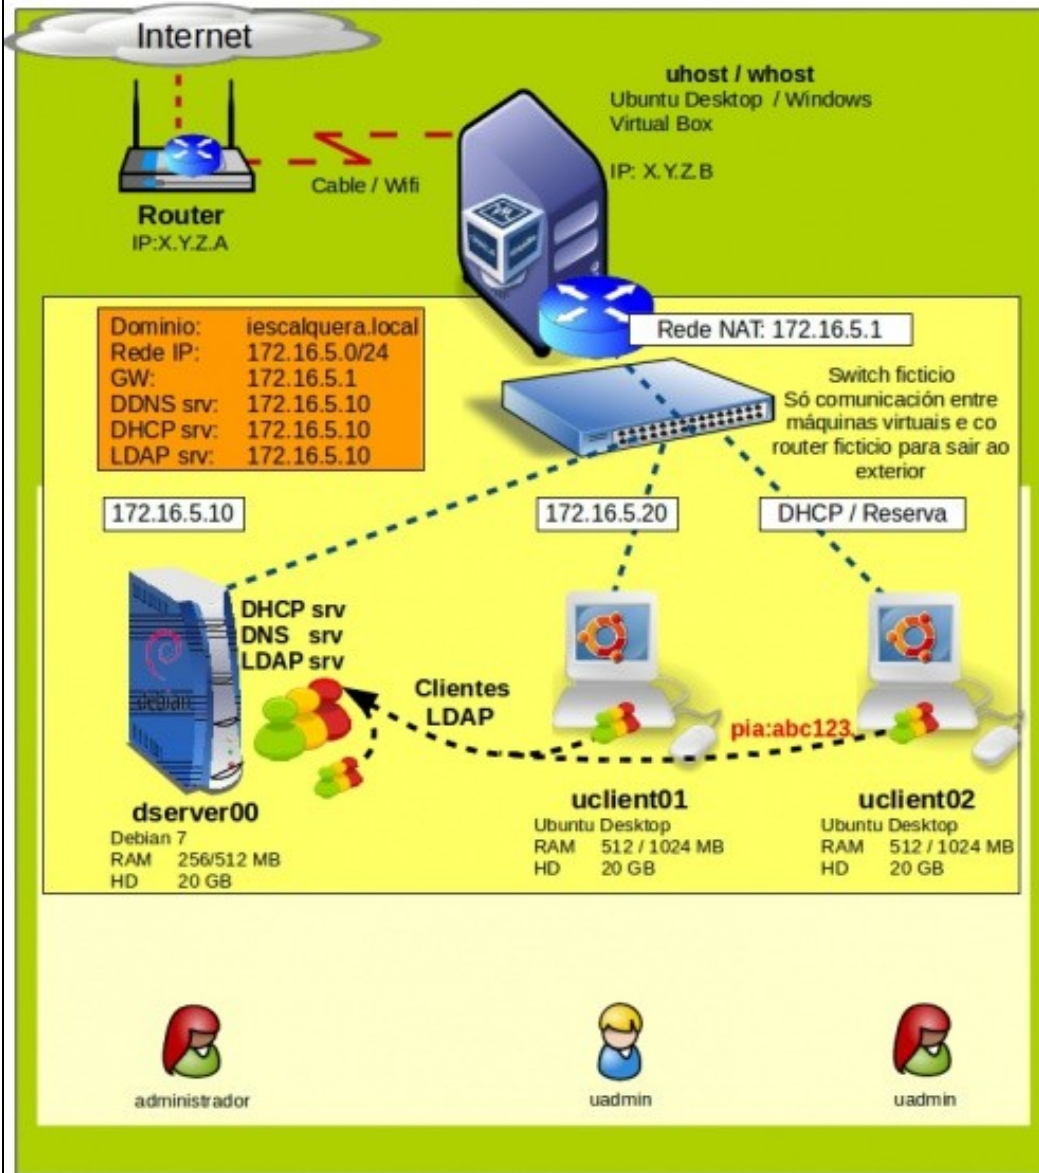 Internet
uhost / whost
Ubuntu Desktop / Windows
Virtual Box
IP: X.Y.Z.B
Cable / Wifi
Router
IP:X.Y.Z.A
Dominio: iescalquera.local
Rede IP: 172.16.5.0/24
GW: 172.16.5.1
DDNS srv: 172.16.5.10
DHCP srv: 172.16.5.10
LDAP srv: 172.16.5.10
Rede NAT: 172.16.5.1
Switch ficticio
Só comunicación entre
máquinas virtuais e co
router ficticio para sair ao
exterior
172.16.5.10
172.16.5.20
DHCP / Reserva
DHCP srv
DNS srv
LDAP srv
debian
Clientes
LDAP
pia:abc123
dserver00
Debian 7
RAM 256/512 MB
HD 20 GB
uclient01
Ubuntu Desktop
RAM 512 / 1024 MB
HD 20 GB
uclient02
Ubuntu Desktop
RAM 512 / 1024 MB
HD 20 GB
administrador
uadmin
uadmin